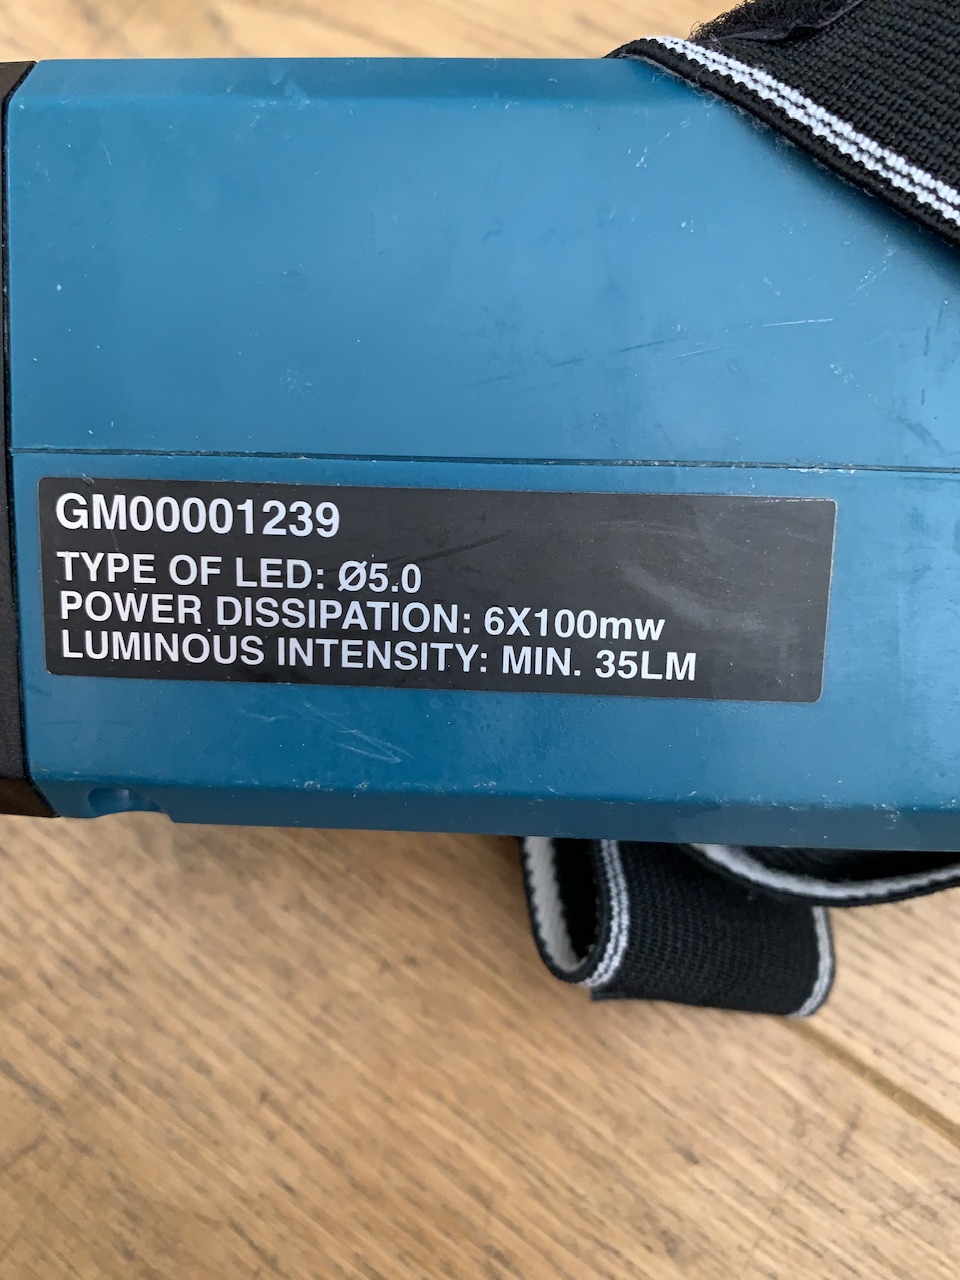 GM00001239
TYPE OF LED: Ø5.0
POWER DISSIPATION: 6X100mw
LUMINOUS INTENSITY: MIN. 35LM